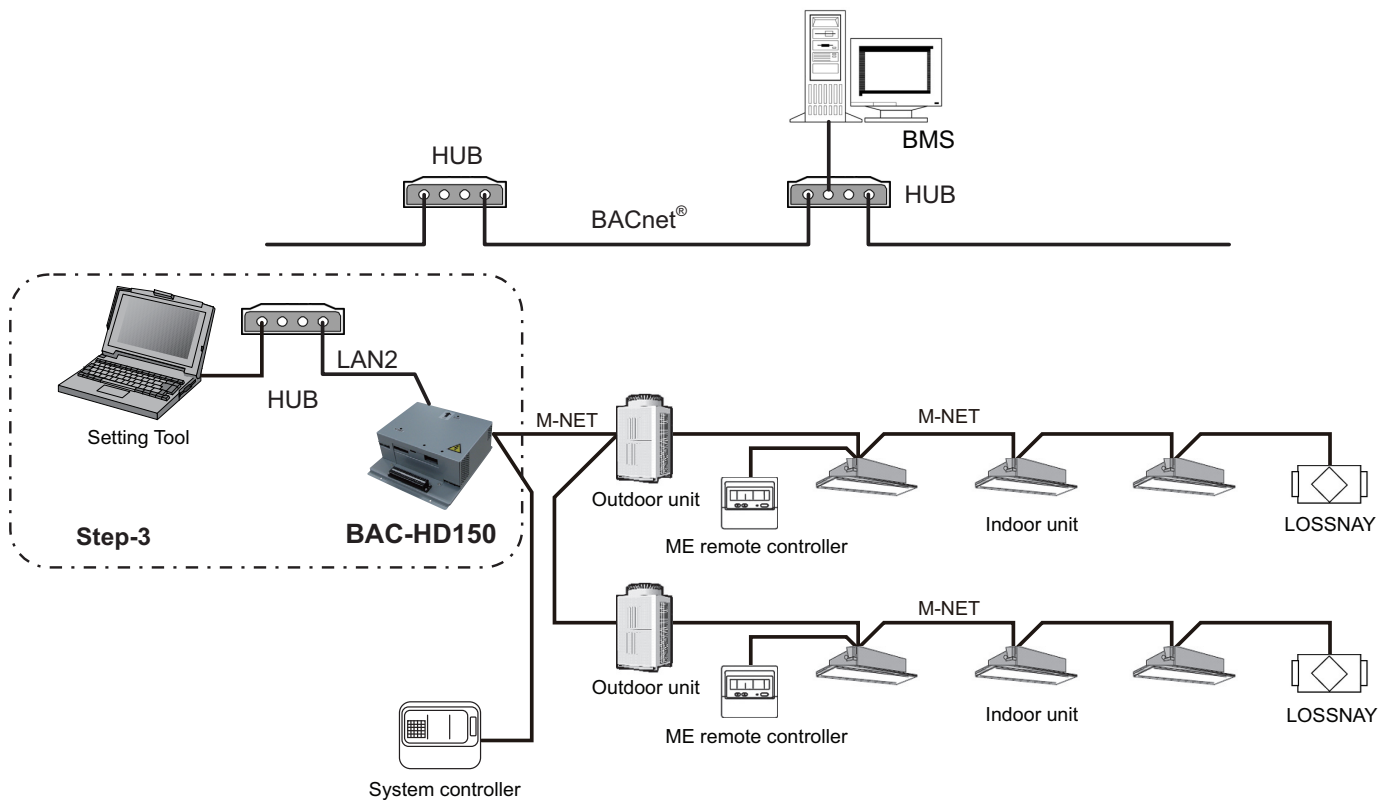 BMS
HUB
HUB
BACnet®
LAN2
HUB
Setting Tool
Step-3
BAC-HD150
M-NET
M-NET
Outdoor unit
ME remote controller
Indoor unit
LOSSNAY
M-NET
Outdoor unit
ME remote controller
Indoor unit
LOSSNAY
System controller